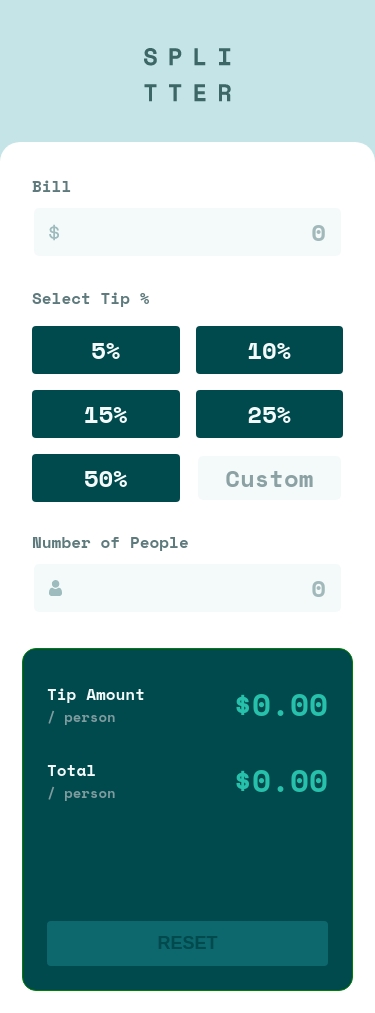 SPLI
TTER
Bill
$ 0
Select Tip %
5% 10%
15% 25%
50% Custom
Number of People
0
Tip Amount $0.00
/ person
Total $0.00
/ person
RESET